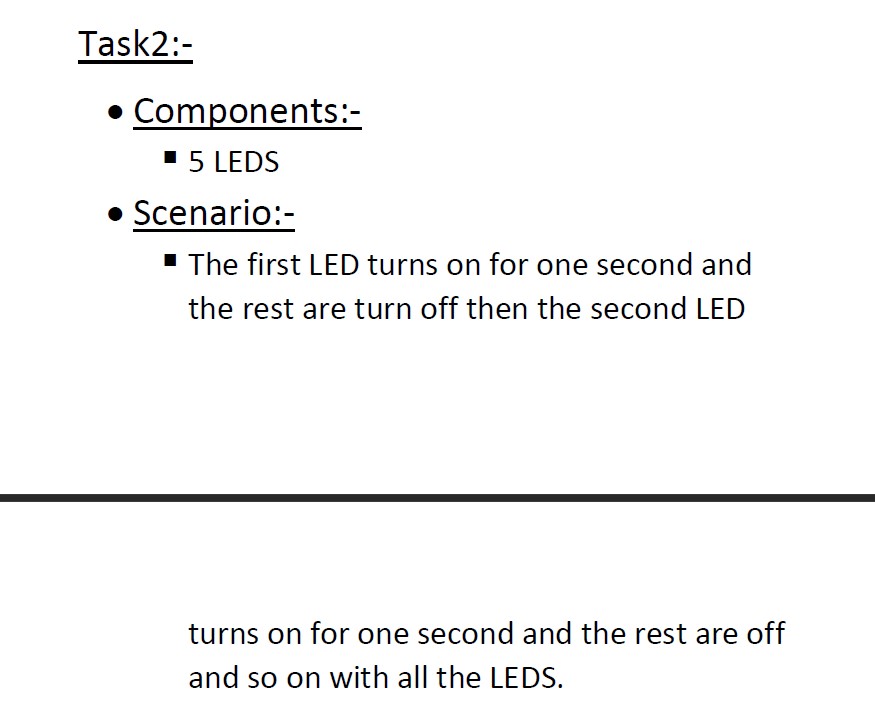 Task2:-
• Components:-
▪ 5 LEDS
• Scenario:-
▪ The first LED turns on for one second and
the rest are turn off then the second LED
turns on for one second and the rest are off
and so on with all the LEDS.